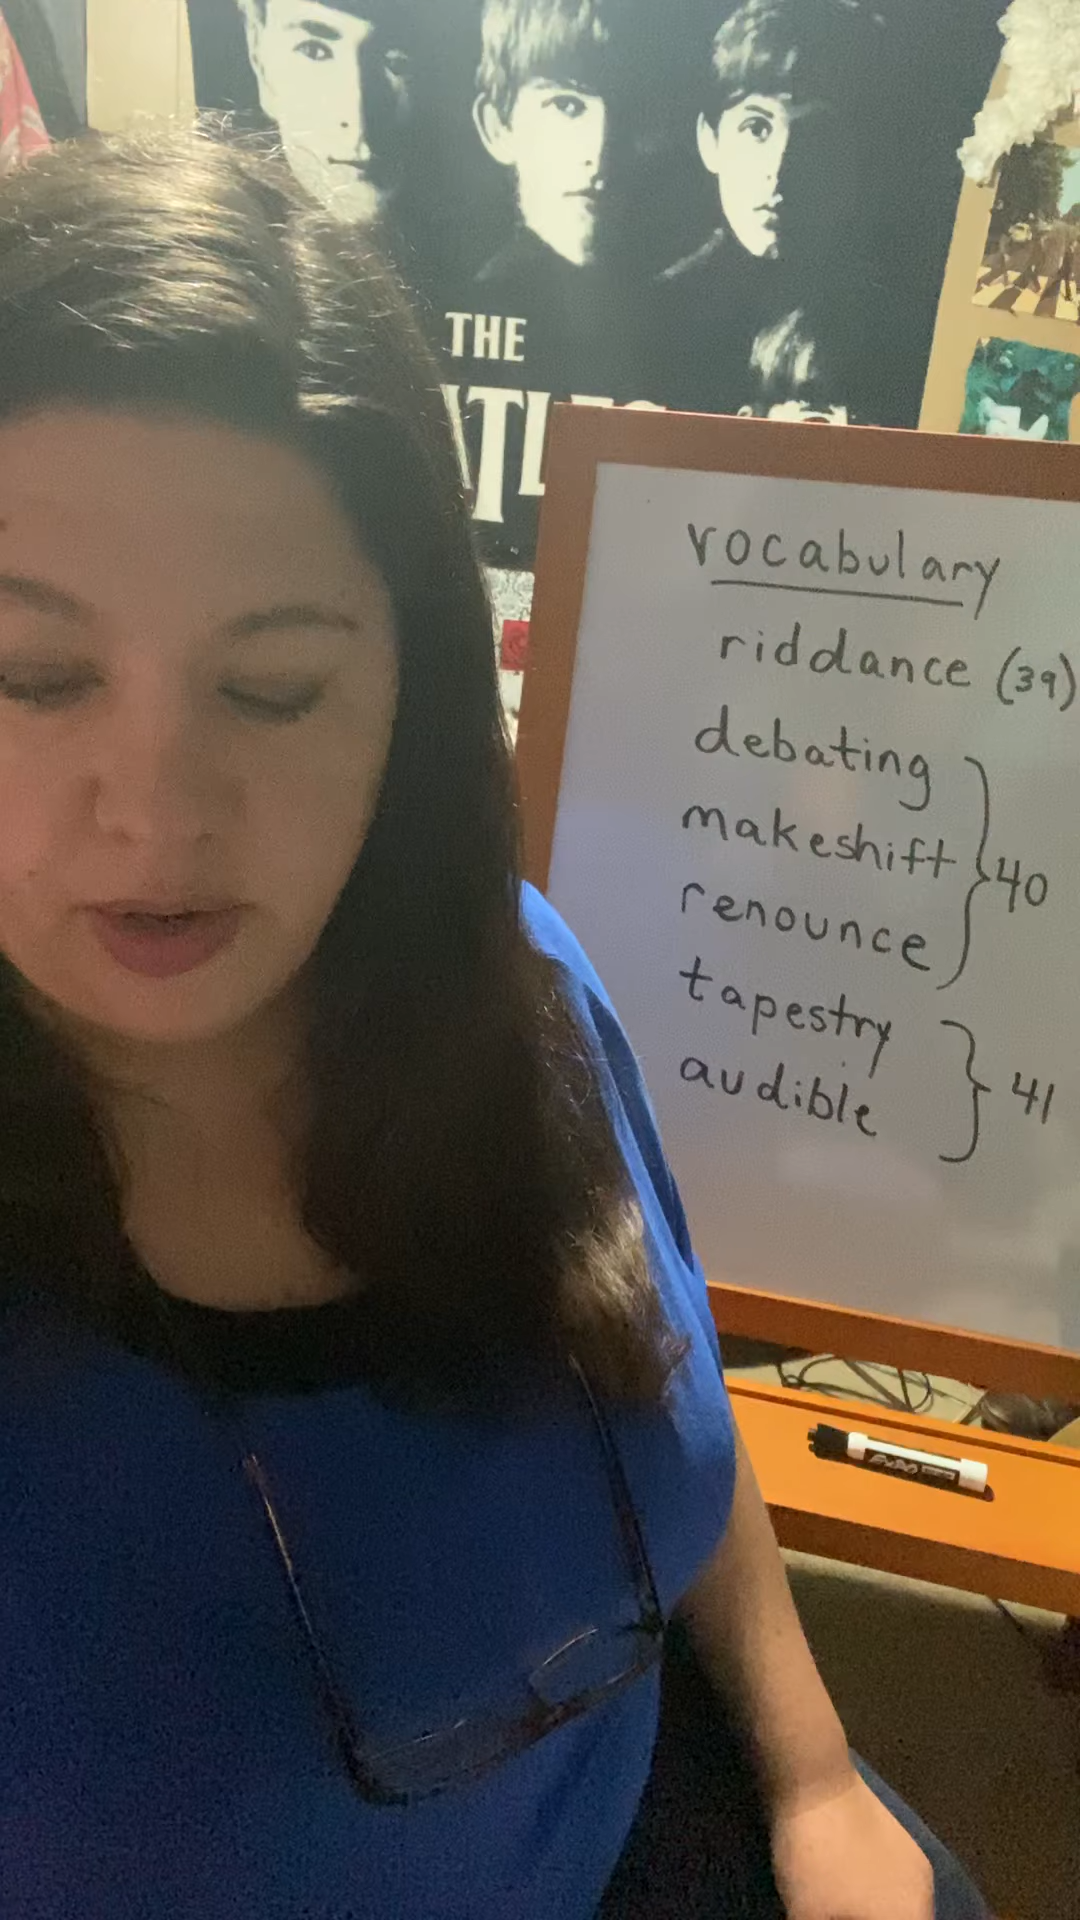 THE
vocabulary
riddance (39)
debating
makeshift
renounce
40
tapestry
audible
41